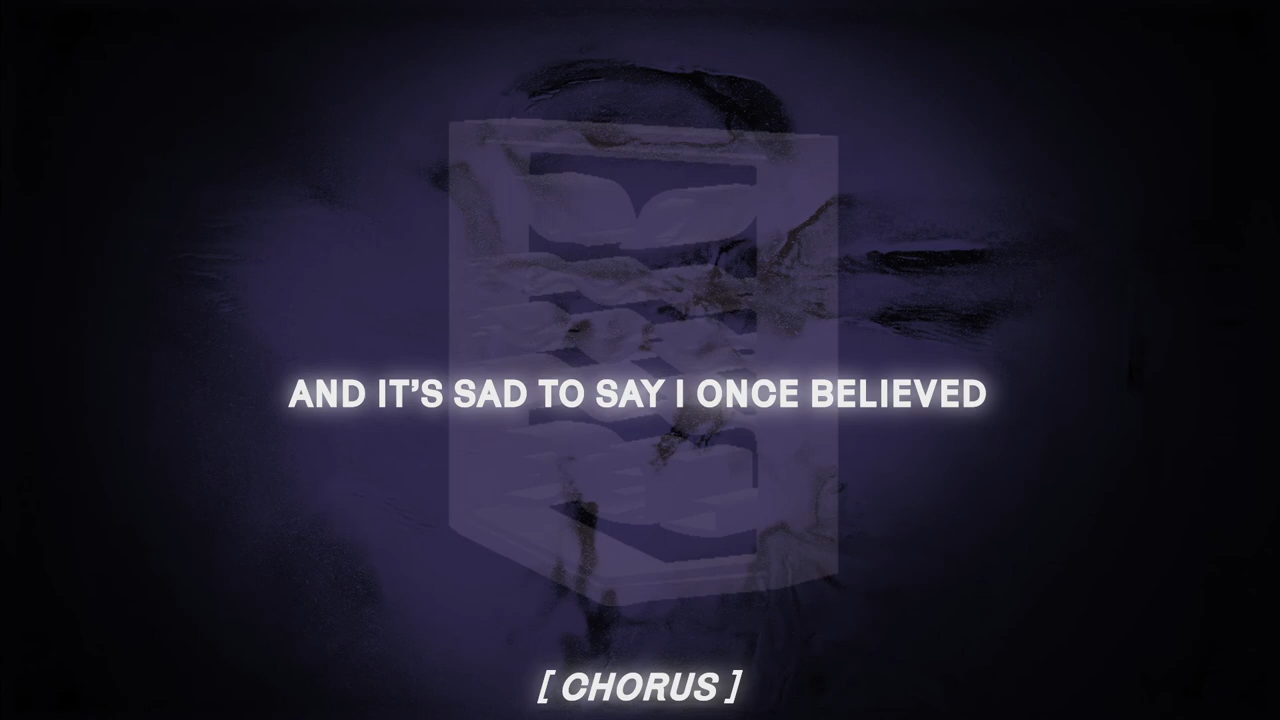 AND IT’S SAD TO SAY I ONCE BELIEVED
[ CHORUS ]